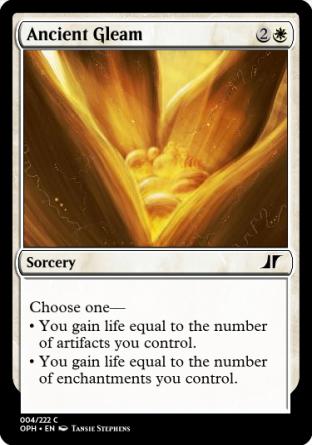 Ancient Gleam 2
Sorcery
Choose one—
• You gain life equal to the number
of artifacts you control.
• You gain life equal to the number
of enchantments you control.
004/222 C
OPH • EN Tansie Stephens